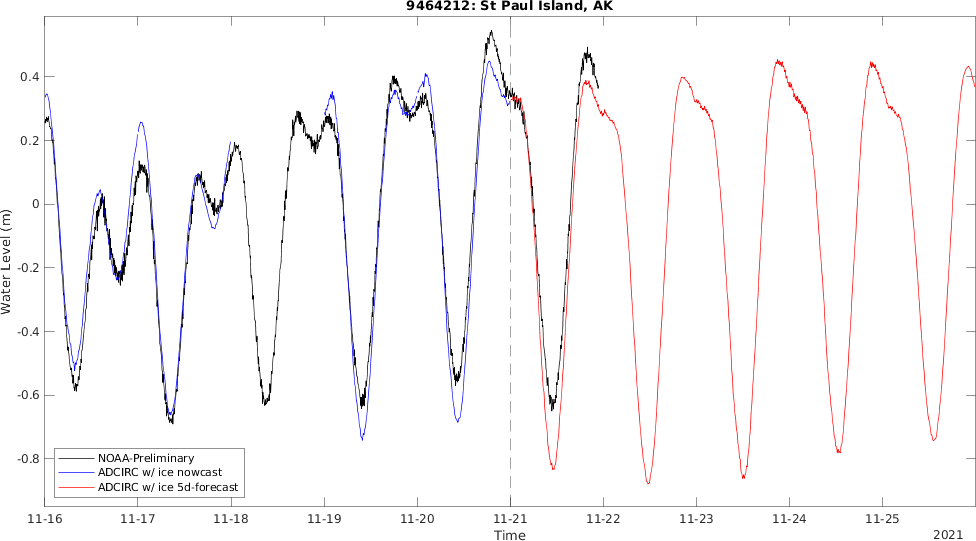 9464212: St Paul Island, AK
0.4
0.2
0
-0.2
-0.4
-0.6
-0.8
Water Level (m)
NOAA-Preliminary
ADCIRC w/ ice nowcast
ADCIRC w/ ice 5d-forecast
11-16 11-17 11-18 11-19 11-20 11-21 11-22 11-23 11-24 11-25
Time
2021